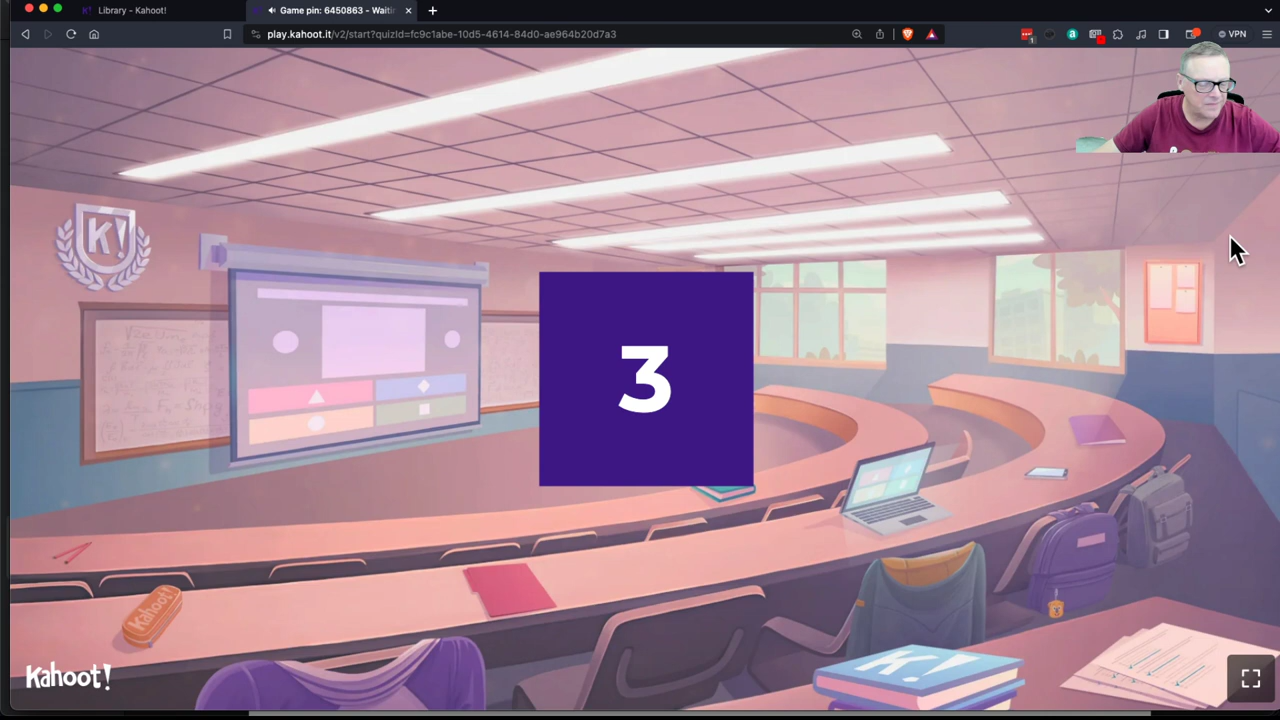 Library - Kahoot!
Game pin: 6450863 - Waitin
play.kahoot.it/v2/start?quizId=fc9c1abe-10d5-4614-84d0-ae964b20d7a3
VPN
K!
3
Kahoot!
K!
Kahoot!